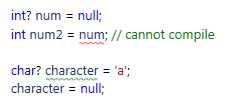 int? num = null;
int num2 = num; // cannot compile
char? character = 'a';
character = null;